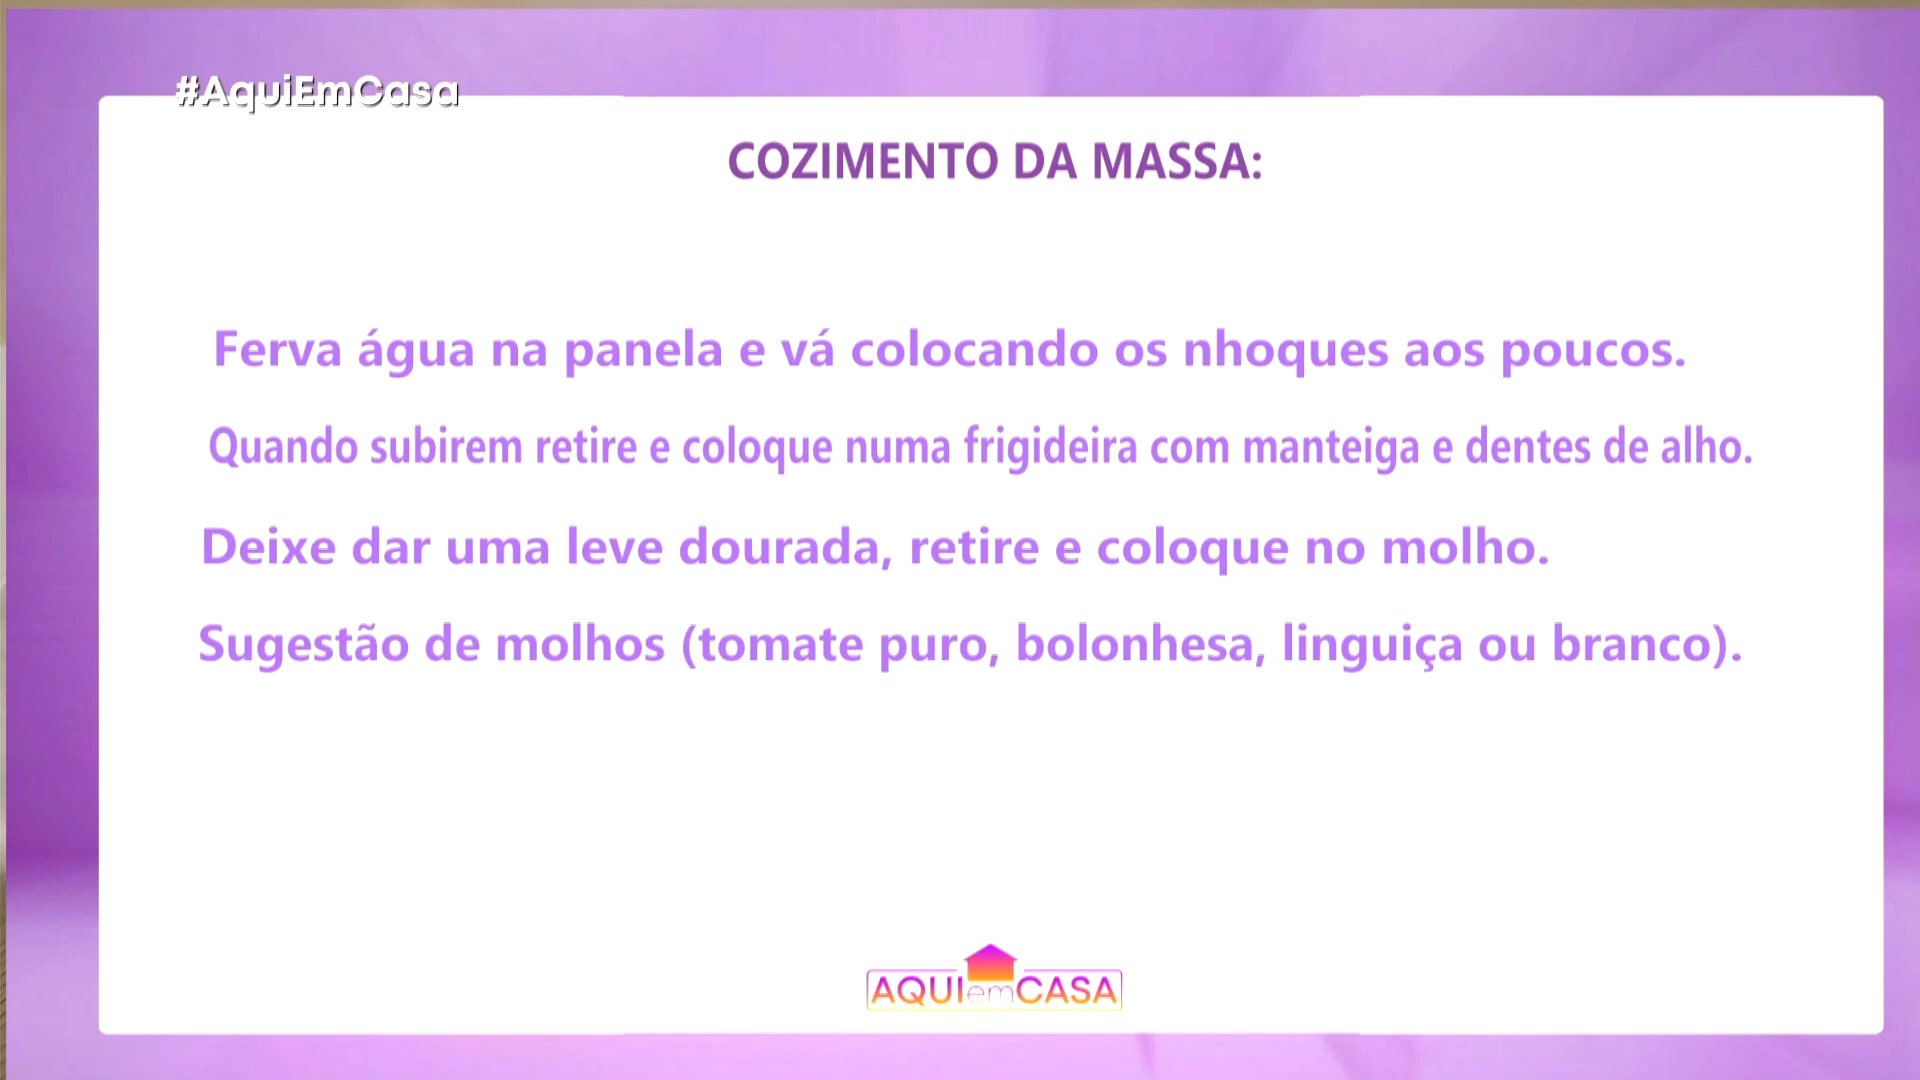 #AquiEmCasa
COZIMENTO DA MASSA:
Ferva água na panela e vá colocando os nhoques aos poucos.
Quando subirem retire e coloque numa frigideira com manteiga e dentes de alho.
Deixe dar uma leve dourada, retire e coloque no molho.
Sugestão de molhos (tomate puro, bolonhesa, linguiça ou branco).
AQUIemCASA